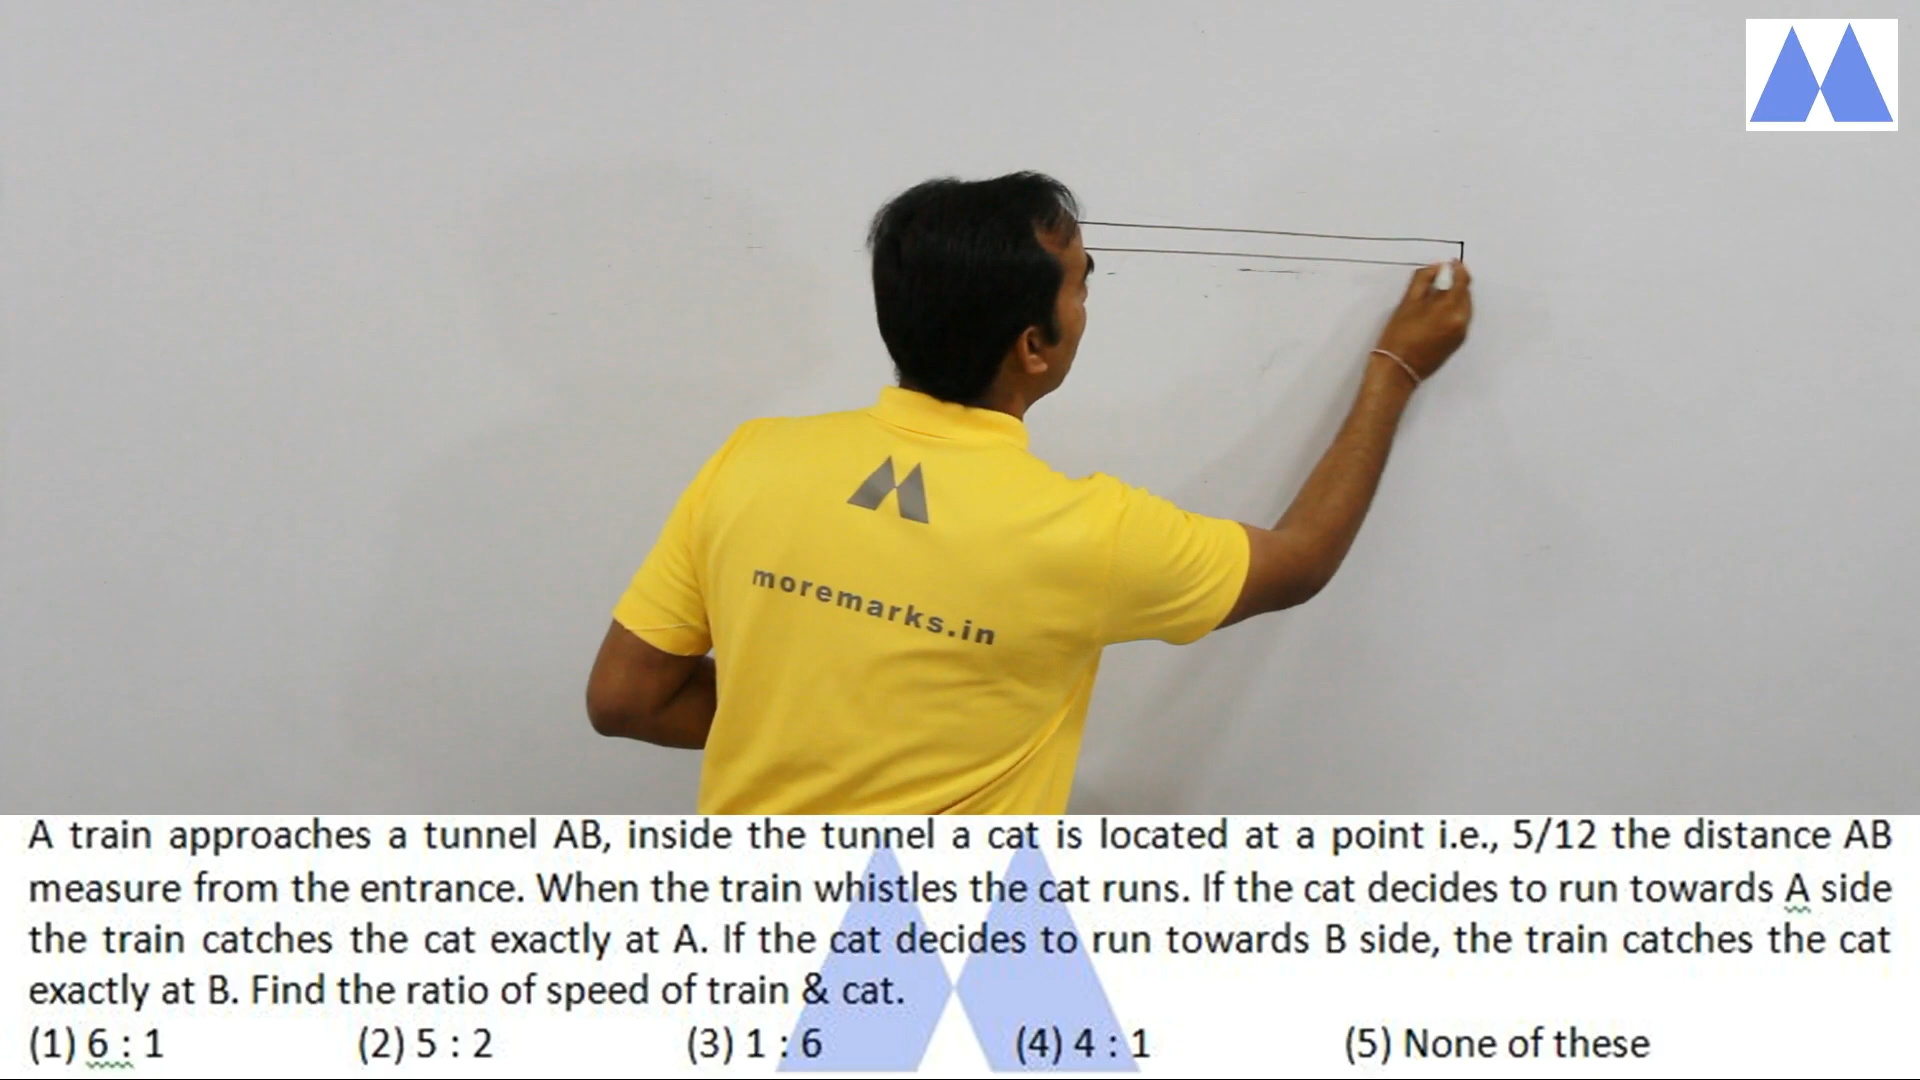 moremarks.in
A train approaches a tunnel AB, inside the tunnel a cat is located at a point i.e., 5/12 the distance AB
measure from the entrance. When the train whistles the cat runs. If the cat decides to run towards A side
the train catches the cat exactly at A. If the cat decides to run towards B side, the train catches the cat
exactly at B. Find the ratio of speed of train & cat.
(1) 6 : 1 (2) 5 : 2 (3) 1 : 6 (4) 4 : 1 (5) None of these